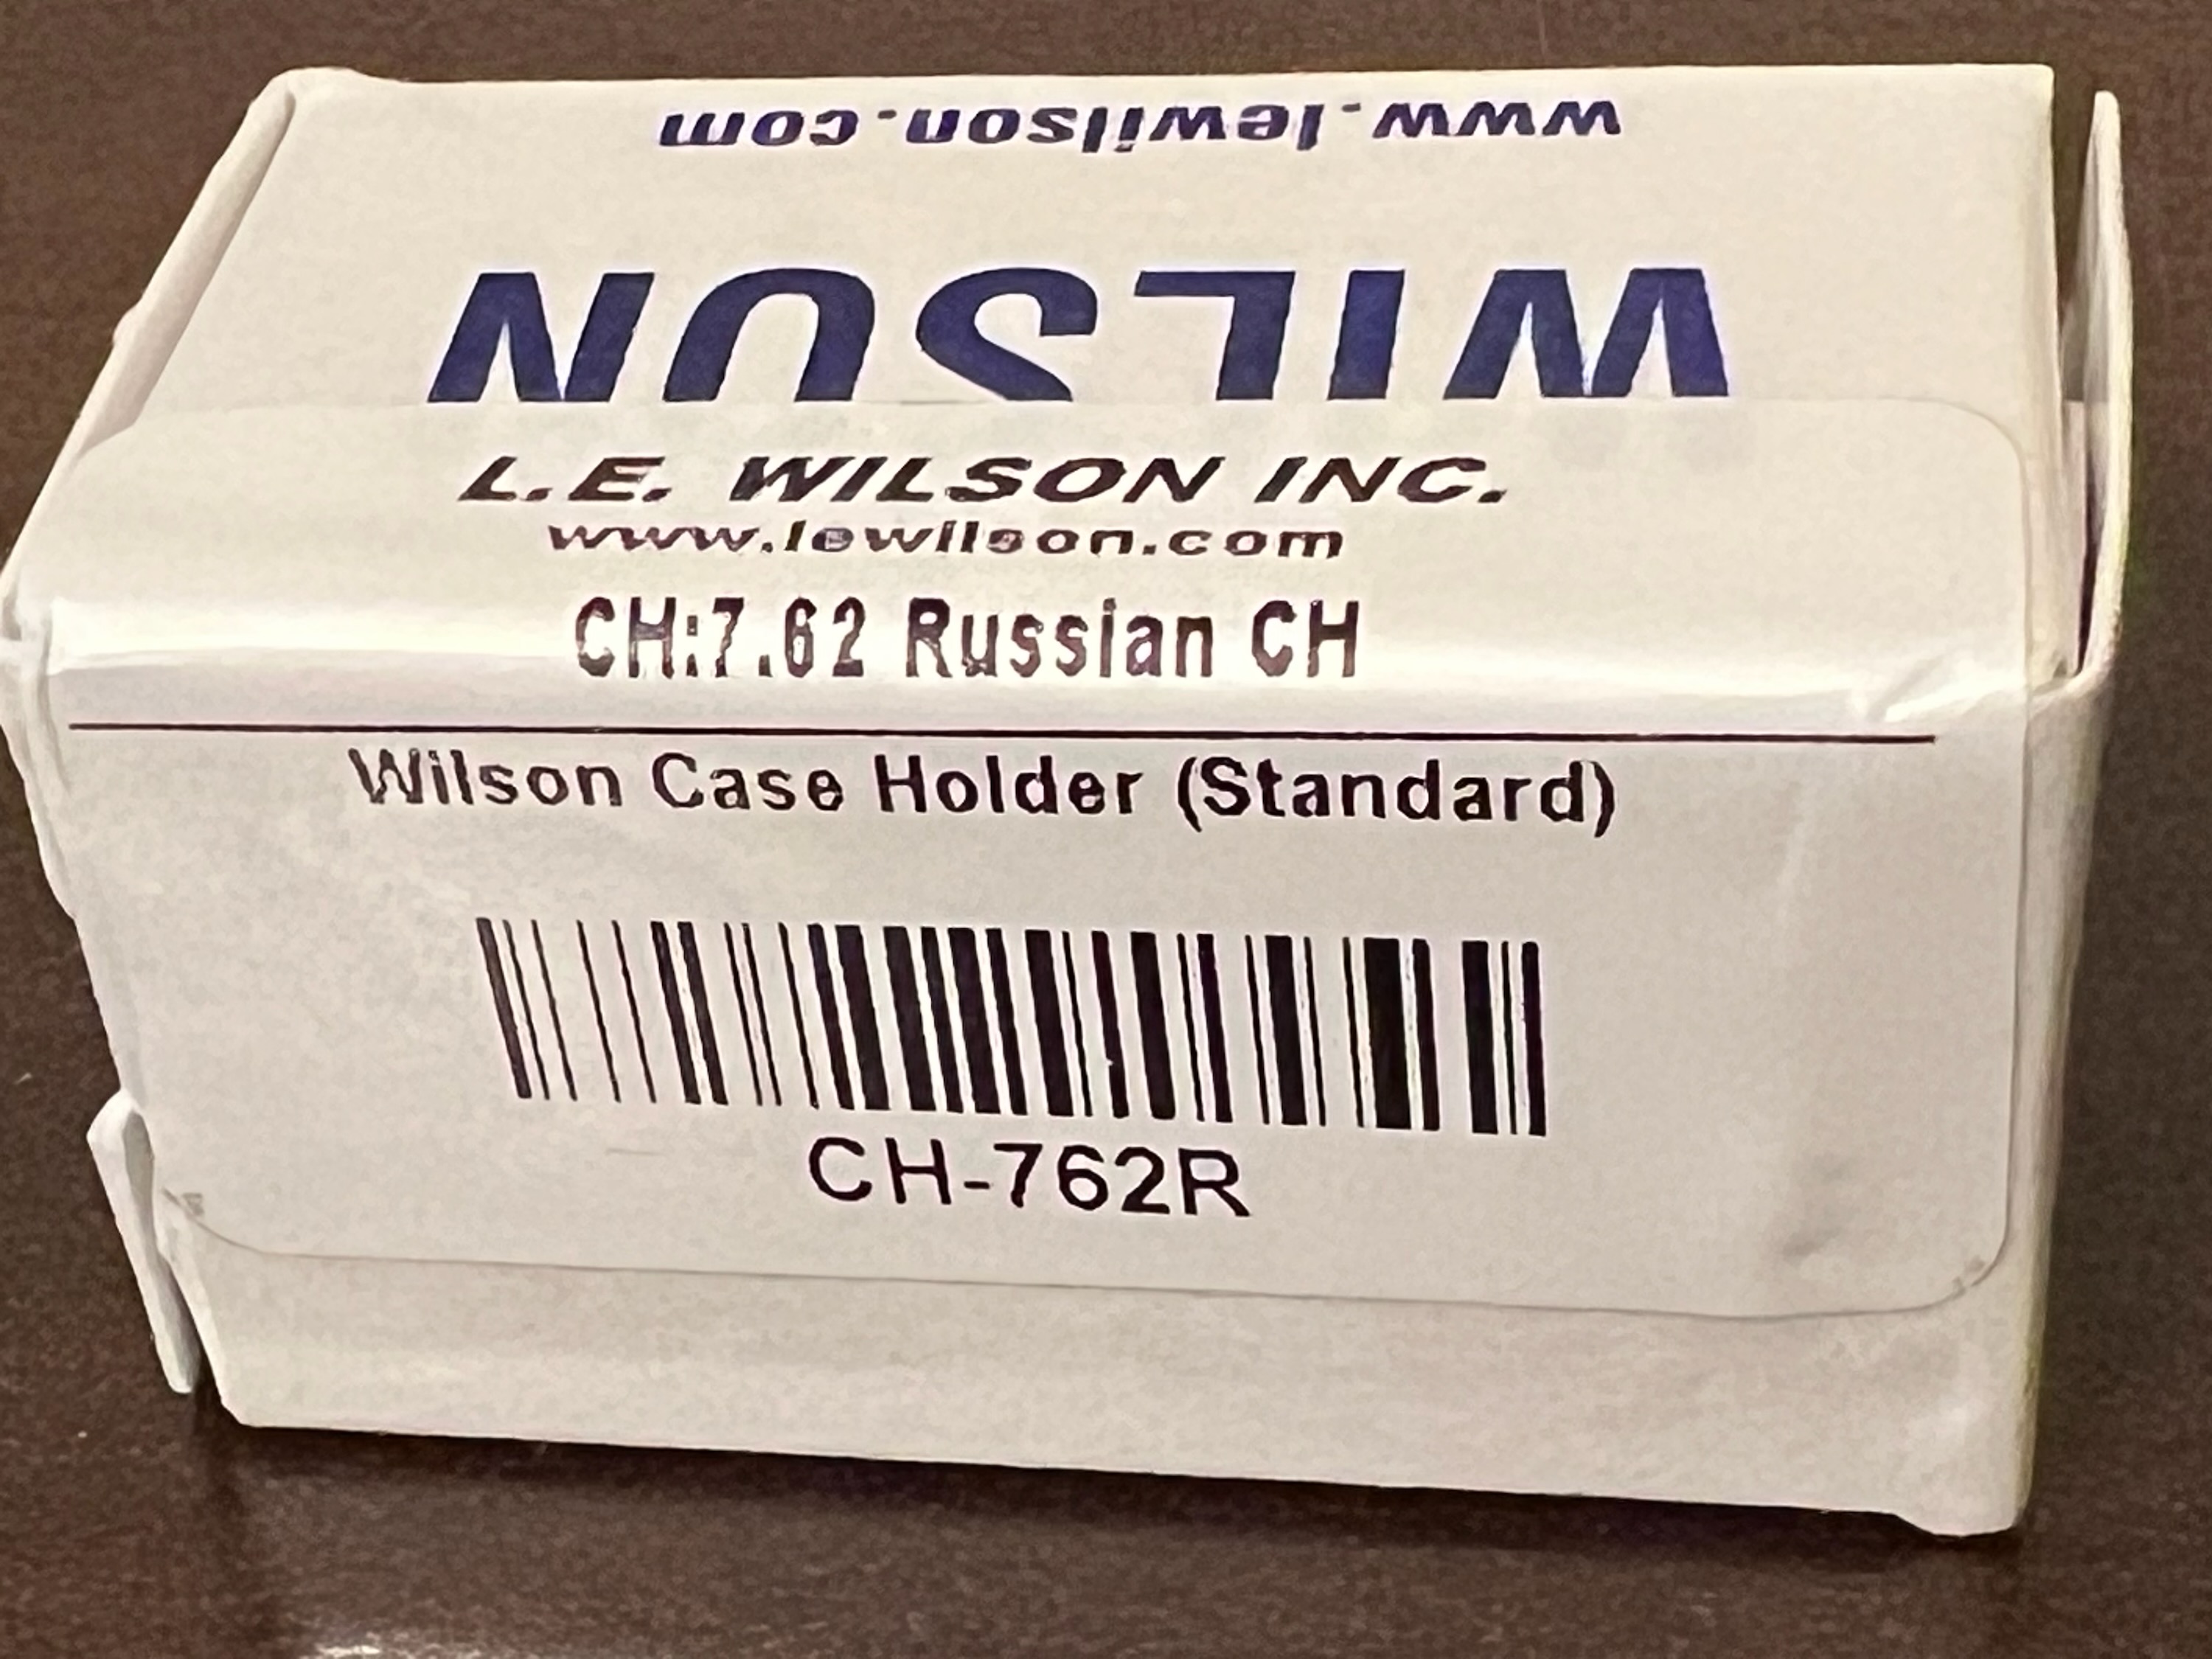 www.lewilson.com
WILSON
L.E. WILSON INC.
www.lewilson.com
CH:7.62 Russian CH
Wilson Case Holder (Standard)
CH-762R